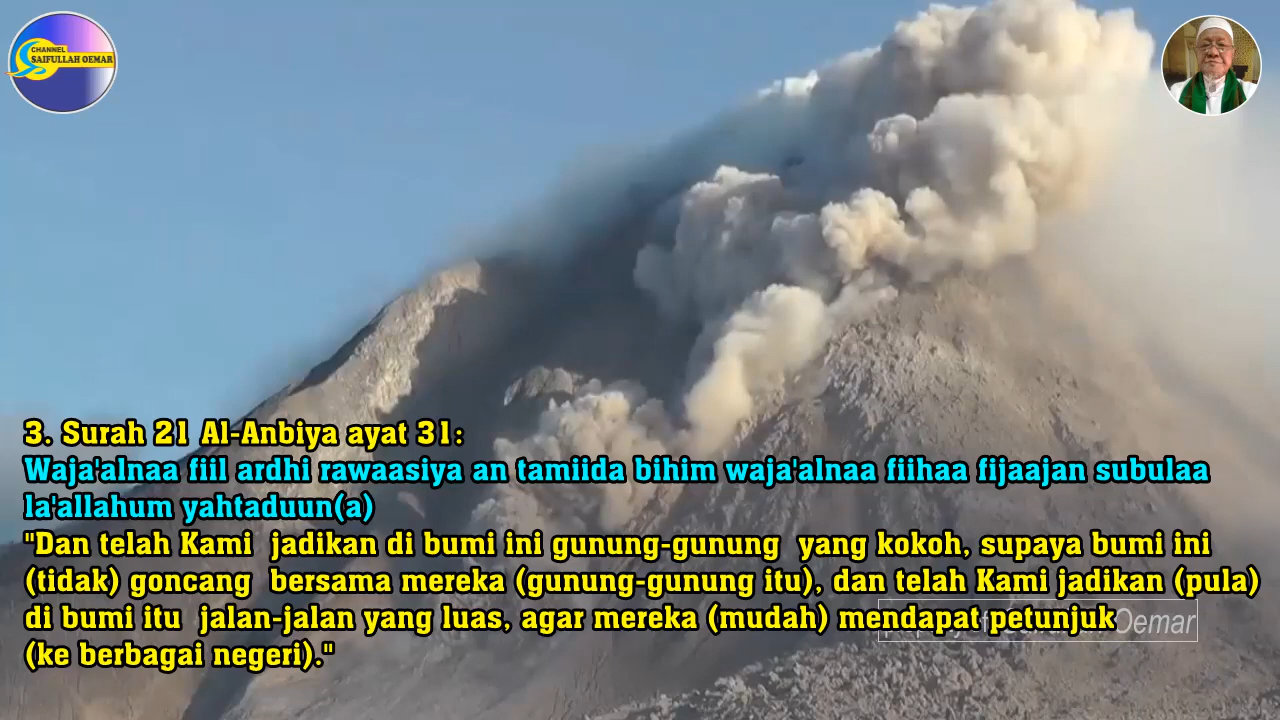 CHANNEL
SAIFULLAH OEMAR
3. Surah 21 Al-Anbiya ayat 31:
Waja'alnaa fiil ardhi rawaasiya an tamiida bihim waja'alnaa fiihaa fijaajan subulaa
la'allahum yahtaduun(a)
"Dan telah Kami jadikan di bumi ini gunung-gunung yang kokoh, supaya bumi ini
(tidak) goncang bersama mereka (gunung-gunung itu), dan telah Kami jadikan (pula)
di bumi itu jalan-jalan yang luas, agar mereka (mudah) mendapat petunjuk
(ke berbagai negeri)."
Oemar